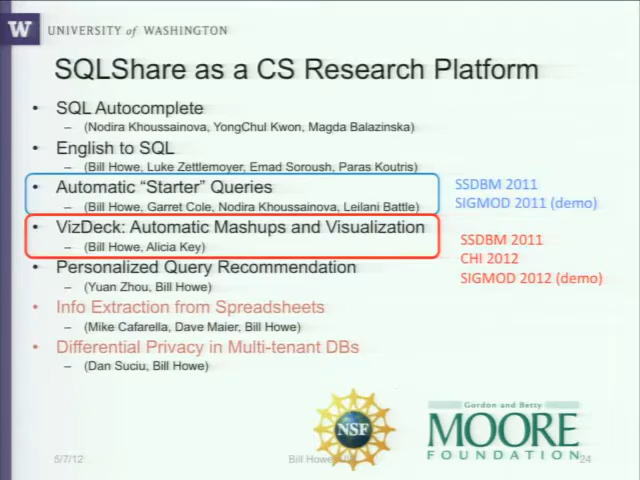 W UNIVERSITY of WASHINGTON
SQLShare as a CS Research Platform
• SQL Autocomplete
– (Nodira Khoussainova, YongChul Kwon, Magda Balazinska)
• English to SQL
– (Bill Howe, Luke Zettlemoyer, Emad Soroush, Paras Koutris)
• Automatic “Starter” Queries
– (Bill Howe, Garret Cole, Nodira Khoussainova, Leilani Battle)
SSDBM 2011
SIGMOD 2011 (demo)
• VizDeck: Automatic Mashups and Visualization
– (Bill Howe, Alicia Key)
SSDBM 2011
CHI 2012
SIGMOD 2012 (demo)
• Personalized Query Recommendation
– (Yuan Zhou, Bill Howe)
• Info Extraction from Spreadsheets
– (Mike Cafarella, Dave Maier, Bill Howe)
• Differential Privacy in Multi-tenant DBs
– (Dan Suciu, Bill Howe)
NSF
Gordon and Betty
MOORE
FOUNDATION
5/7/12
Bill Howe
24